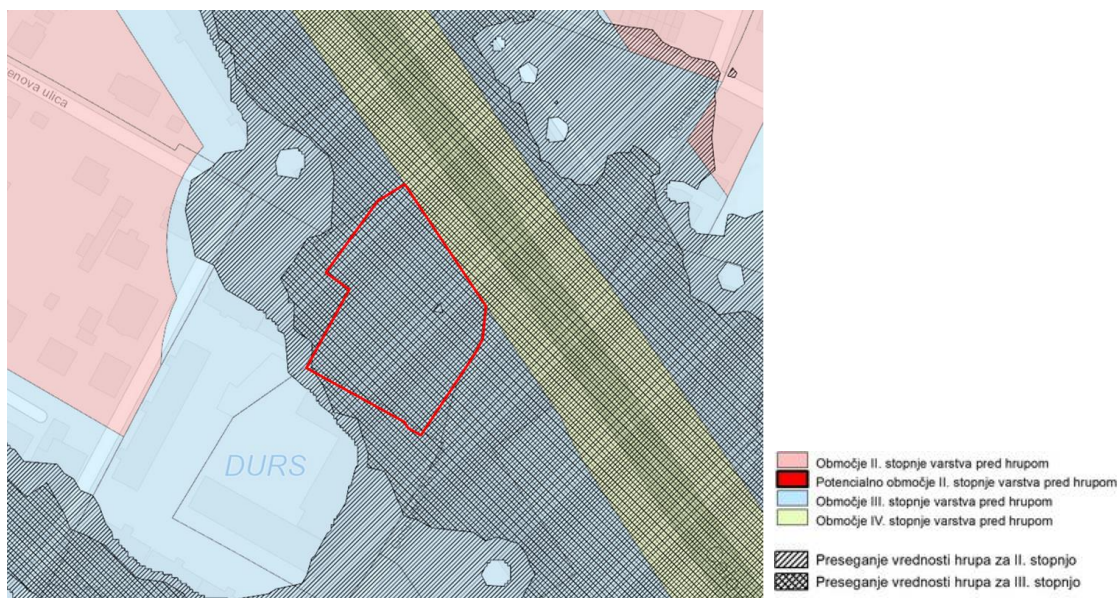 enova ulica
DURS
Območje II. stopnje varstva pred hrupom
Potencialno območje II. stopnje varstva pred hrupom
Območje III. stopnje varstva pred hrupom
Območje IV. stopnje varstva pred hrupom
Preseganje vrednosti hrupa za II. stopnjo
Preseganje vrednosti hrupa za III. stopnjo